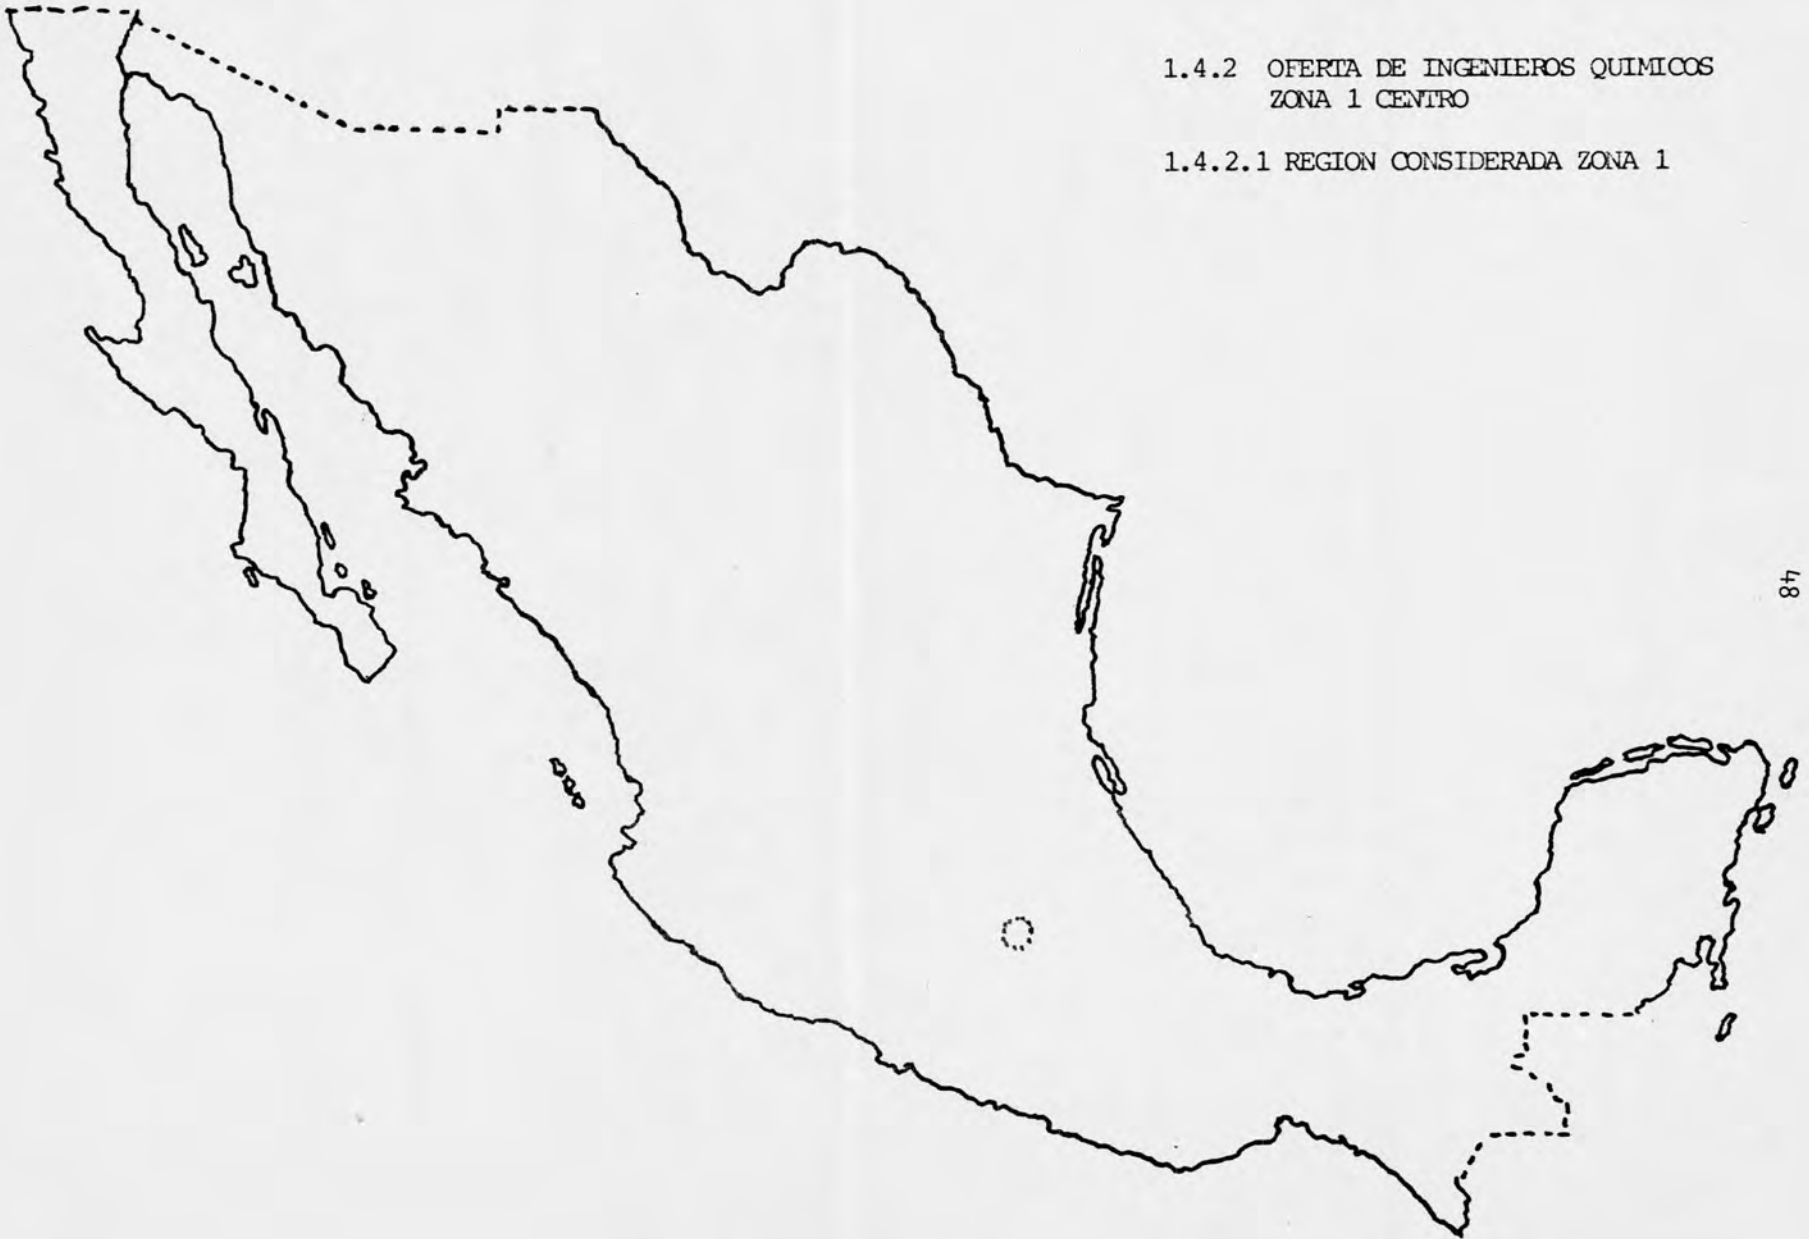 1.4.2 OFERTA DE INGENIEROS QUIMICOS
ZONA 1 CENTRO
1.4.2.1 REGION CONSIDERADA ZONA 1
48